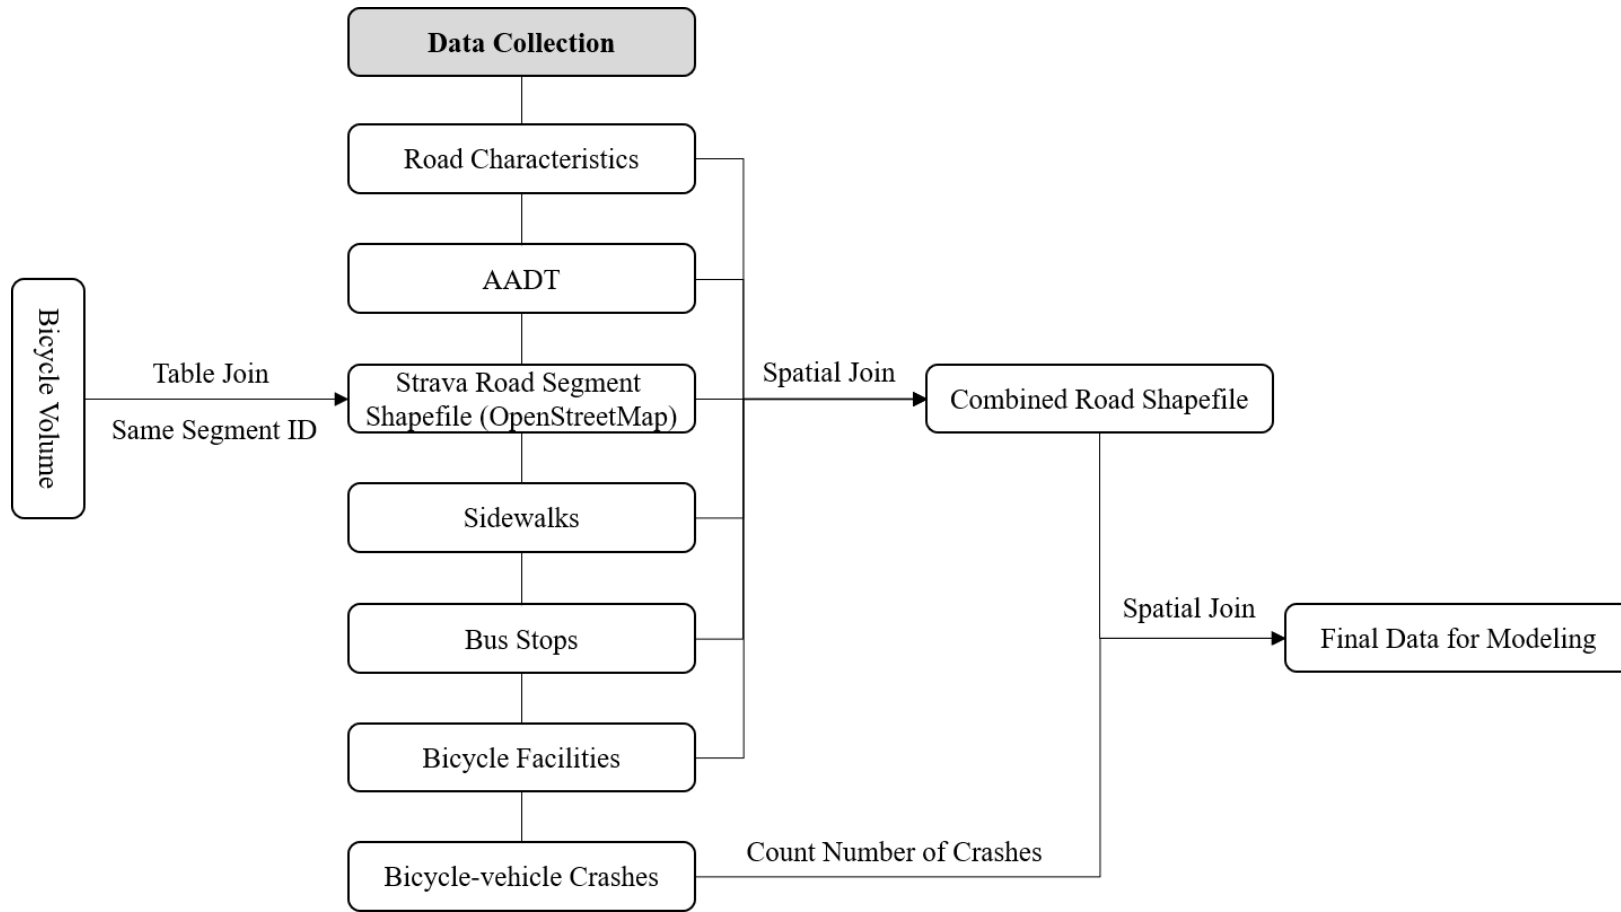 Data Collection
Road Characteristics
AADT
Bicycle Volume
Table Join
Same Segment ID
Strava Road Segment
Shapefile (OpenStreetMap)
Spatial Join
Combined Road Shapefile
Sidewalks
Bus Stops
Spatial Join
Final Data for Modeling
Bicycle Facilities
Bicycle-vehicle Crashes
Count Number of Crashes